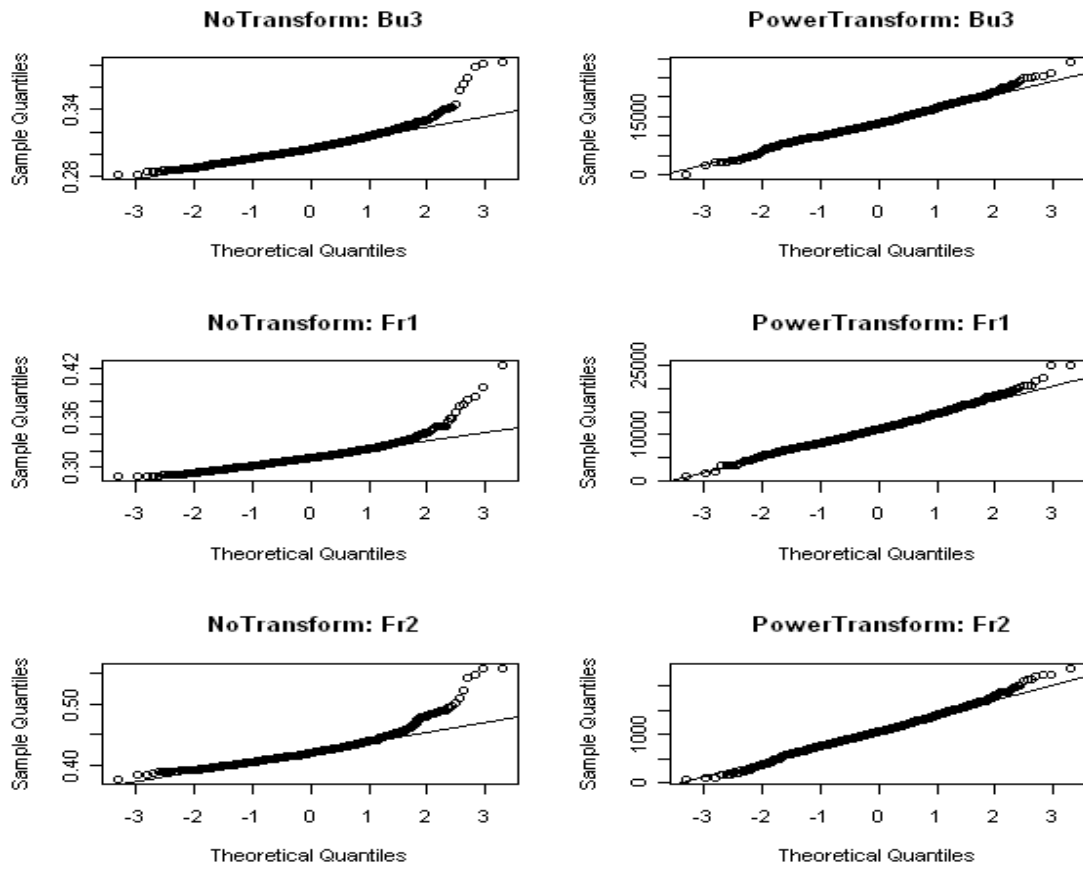 NoTransform: Bu3
PowerTransform: Bu3
Sample Quantiles
0.28
0.34
-3 -2 -1 0 1 2 3
Theoretical Quantiles
Sample Quantiles
0
15000
-3 -2 -1 0 1 2 3
Theoretical Quantiles
NoTransform: Fr1
PowerTransform: Fr1
Sample Quantiles
0.30
0.36
0.42
-3 -2 -1 0 1 2 3
Theoretical Quantiles
Sample Quantiles
0
10000
25000
-3 -2 -1 0 1 2 3
Theoretical Quantiles
NoTransform: Fr2
PowerTransform: Fr2
Sample Quantiles
0.40
0.50
-3 -2 -1 0 1 2 3
Theoretical Quantiles
Sample Quantiles
0
1000
-3 -2 -1 0 1 2 3
Theoretical Quantiles